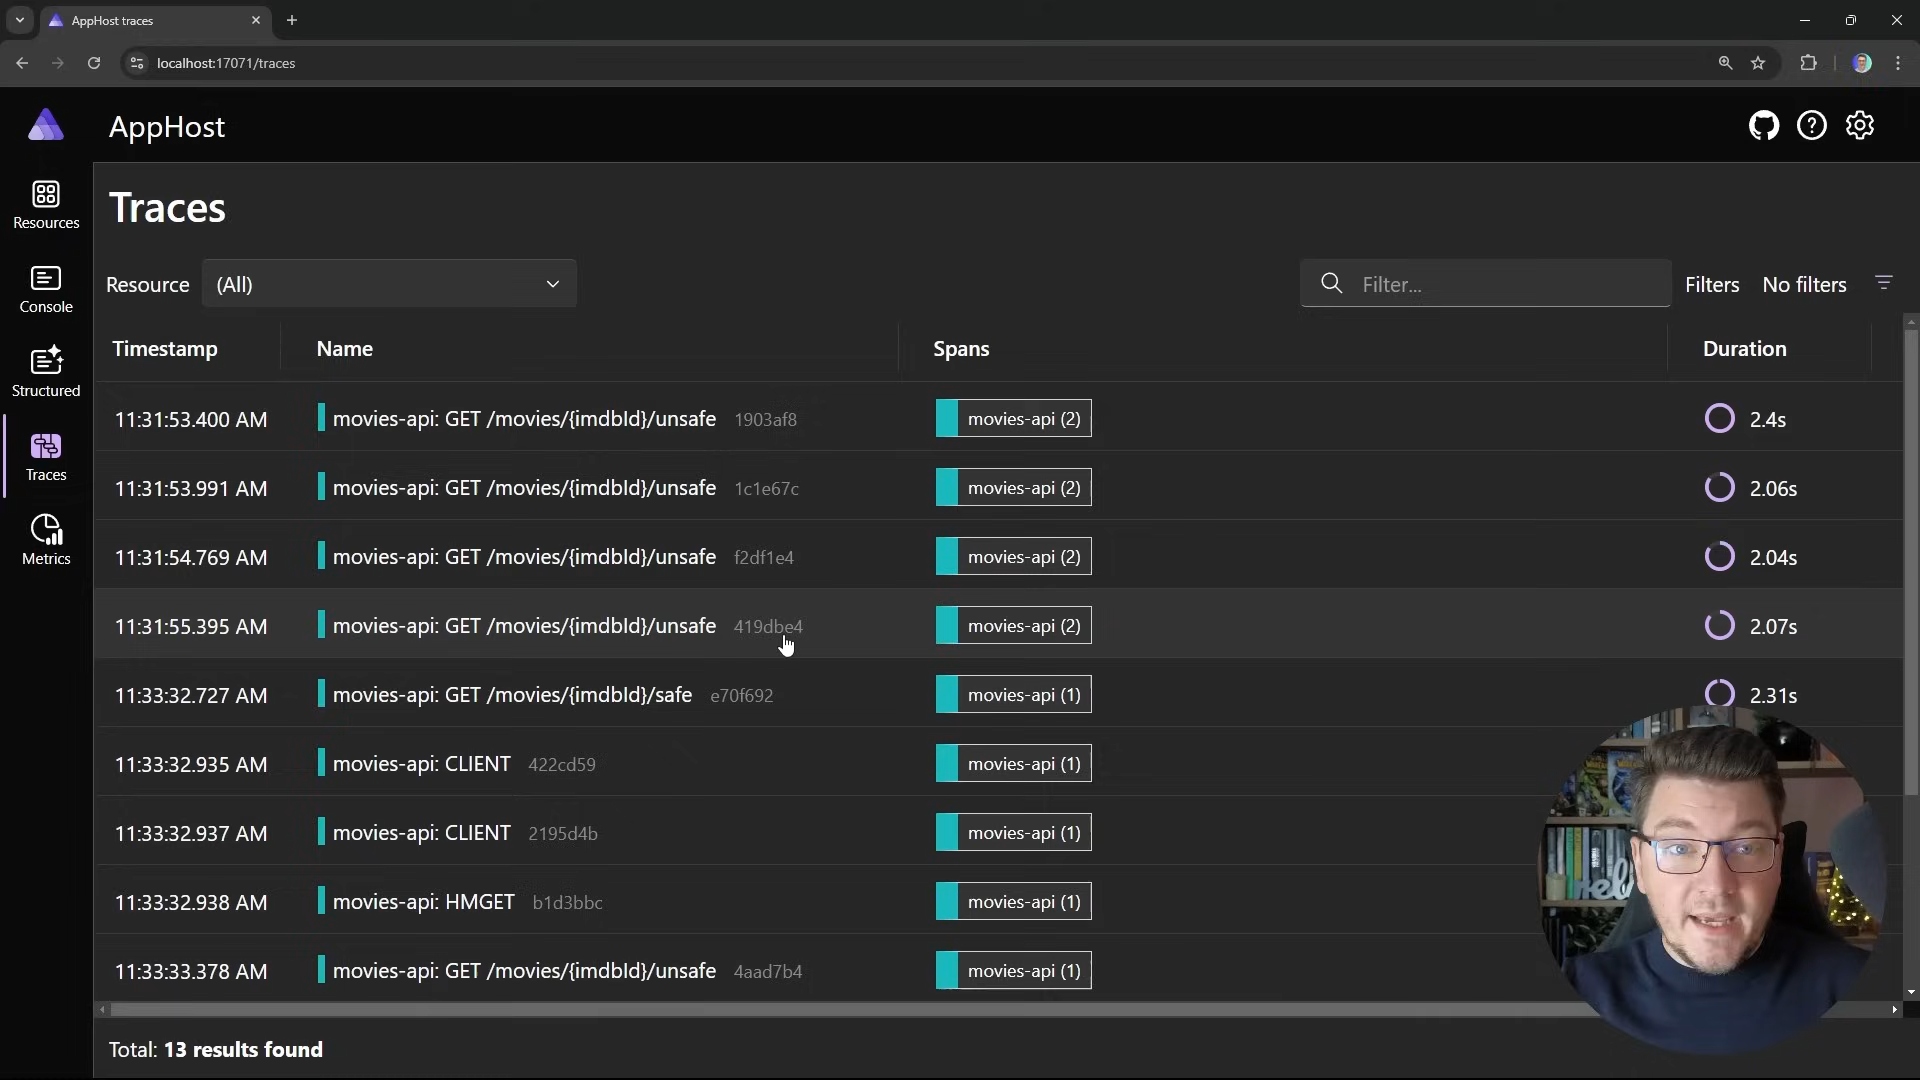 AppHost traces
localhost:17071/traces
AppHost
Resources
Console
Structured
Traces
Metrics
Traces
Resource (All) Filter... Filters No filters
Timestamp Name Spans Duration
11:31:53.400 AM movies-api: GET /movies/{imdbId}/unsafe 1903af8 movies-api (2) 2.4s
11:31:53.991 AM movies-api: GET /movies/{imdbId}/unsafe 1c1e67c movies-api (2) 2.06s
11:31:54.769 AM movies-api: GET /movies/{imdbId}/unsafe f2df1e4 movies-api (2) 2.04s
11:31:55.395 AM movies-api: GET /movies/{imdbId}/unsafe 419dbe4 movies-api (2) 2.07s
11:33:32.727 AM movies-api: GET /movies/{imdbId}/safe e70f692 movies-api (1) 2.31s
11:33:32.935 AM movies-api: CLIENT 422cd59 movies-api (1)
11:33:32.937 AM movies-api: CLIENT 2195d4b movies-api (1)
11:33:32.938 AM movies-api: HMGET b1d3bbc movies-api (1)
11:33:33.378 AM movies-api: GET /movies/{imdbId}/unsafe 4aad7b4 movies-api (1)
Total: 13 results found